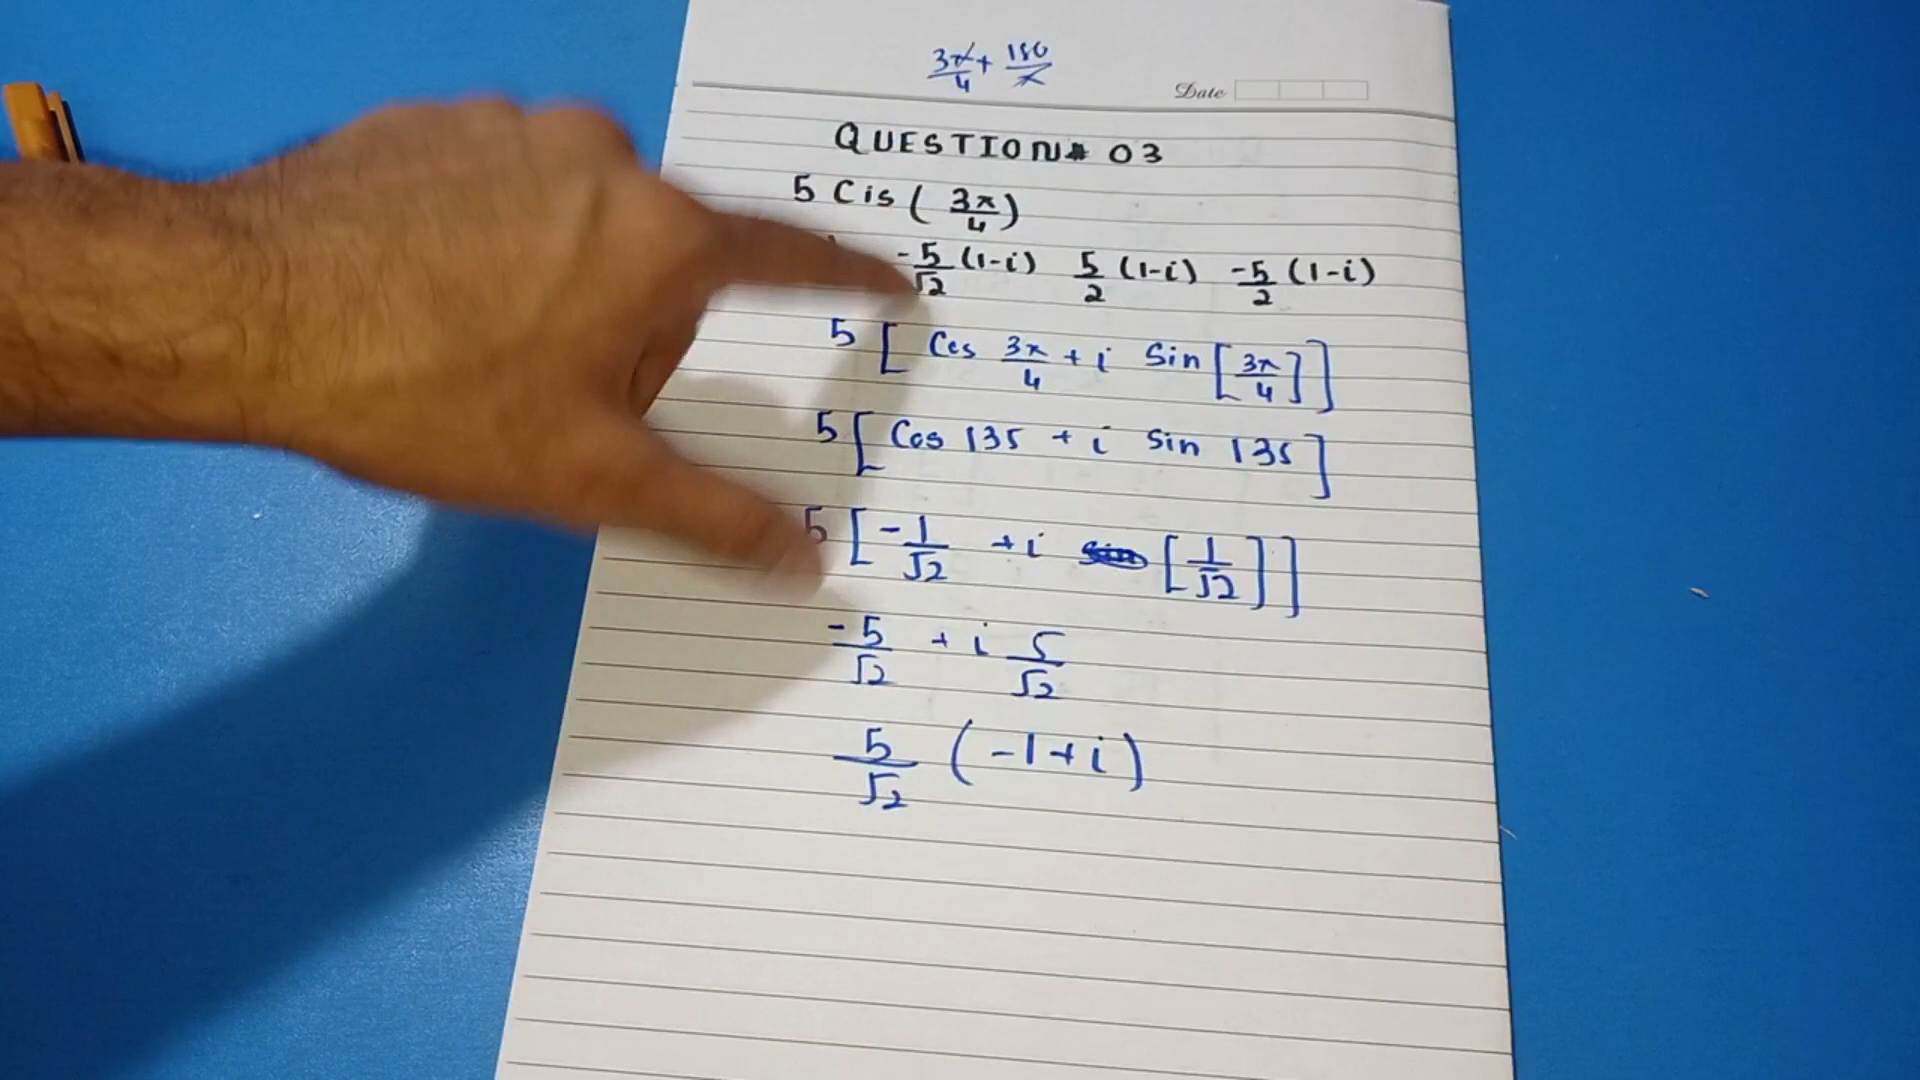 3π/4 + 180/π
Date
QUESTION# 03
5 Cis ( 3π/4 )
-5/√2 (1-i) 5/2 (1-i) -5/2 (1-i)
5 [ Cos 3π/4 + i Sin [ 3π/4 ] ]
5 [ Cos 135 + i Sin 135 ]
5 [ -1/√2 + i [ 1/√2 ] ]
-5/√2 + i 5/√2
5/√2 ( -1 + i )